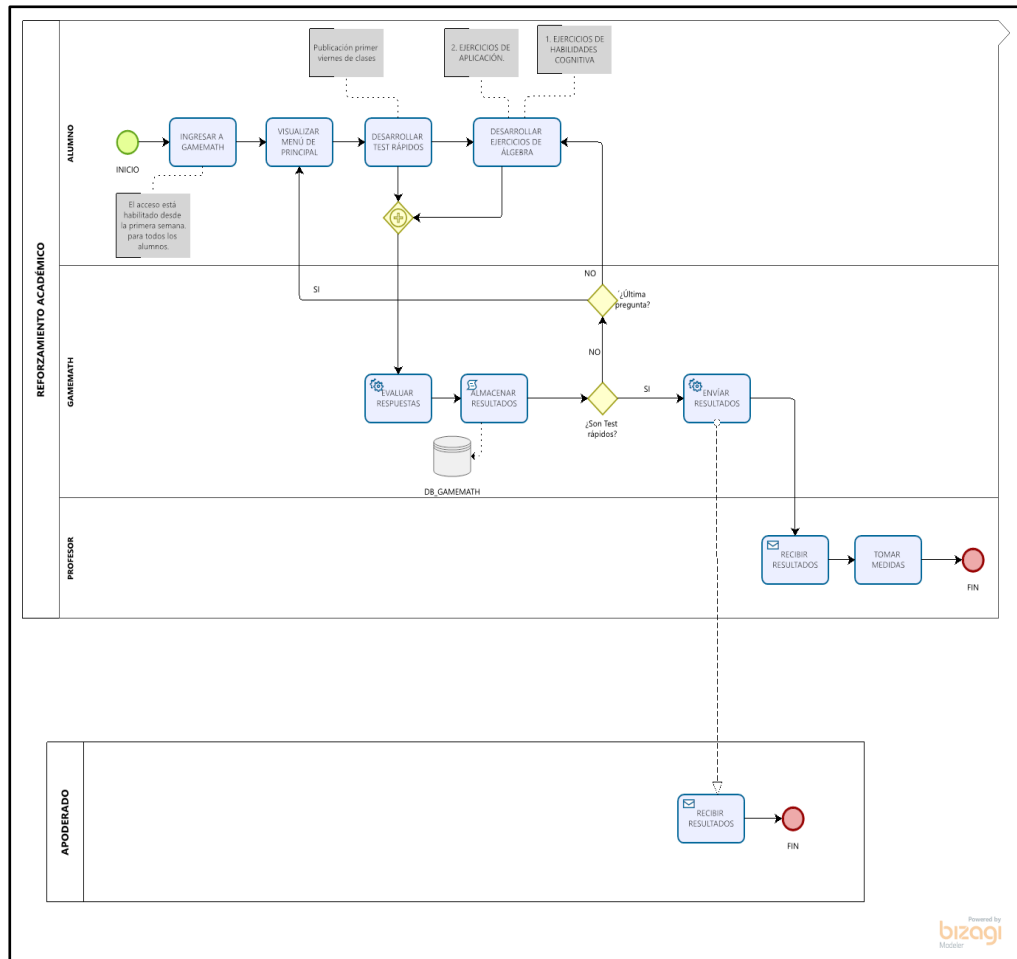 REFORZAMIENTO ACADÉMICO
ALUMNO
Publicación primer
viernes de clases
2. EJERCICIOS DE
APLICACIÓN.
1. EJERCICIOS DE
HABILIDADES
COGNITIVA
INICIO
INGRESAR A
GAMEMATH
VISUALIZAR
MENÚ DE
PRINCIPAL
DESARROLLAR
TEST RÁPIDOS
DESARROLLAR
EJERCICIOS DE
ÁLGEBRA
El acceso está
habilitado desde
la primera semana,
para todos los
alumnos.
GAMEMATH
NO
SI
¿Última
pregunta?
NO
EVALUAR
RESPUESTAS
ALMACENAR
RESULTADOS
¿Son Test
rápidos?
SI
ENVÍAR
RESULTADOS
DB_GAMEMATH
PROFESOR
RECIBIR
RESULTADOS
TOMAR
MEDIDAS
FIN
APODERADO
RECIBIR
RESULTADOS
FIN
Powered by
bizagi
Modeler